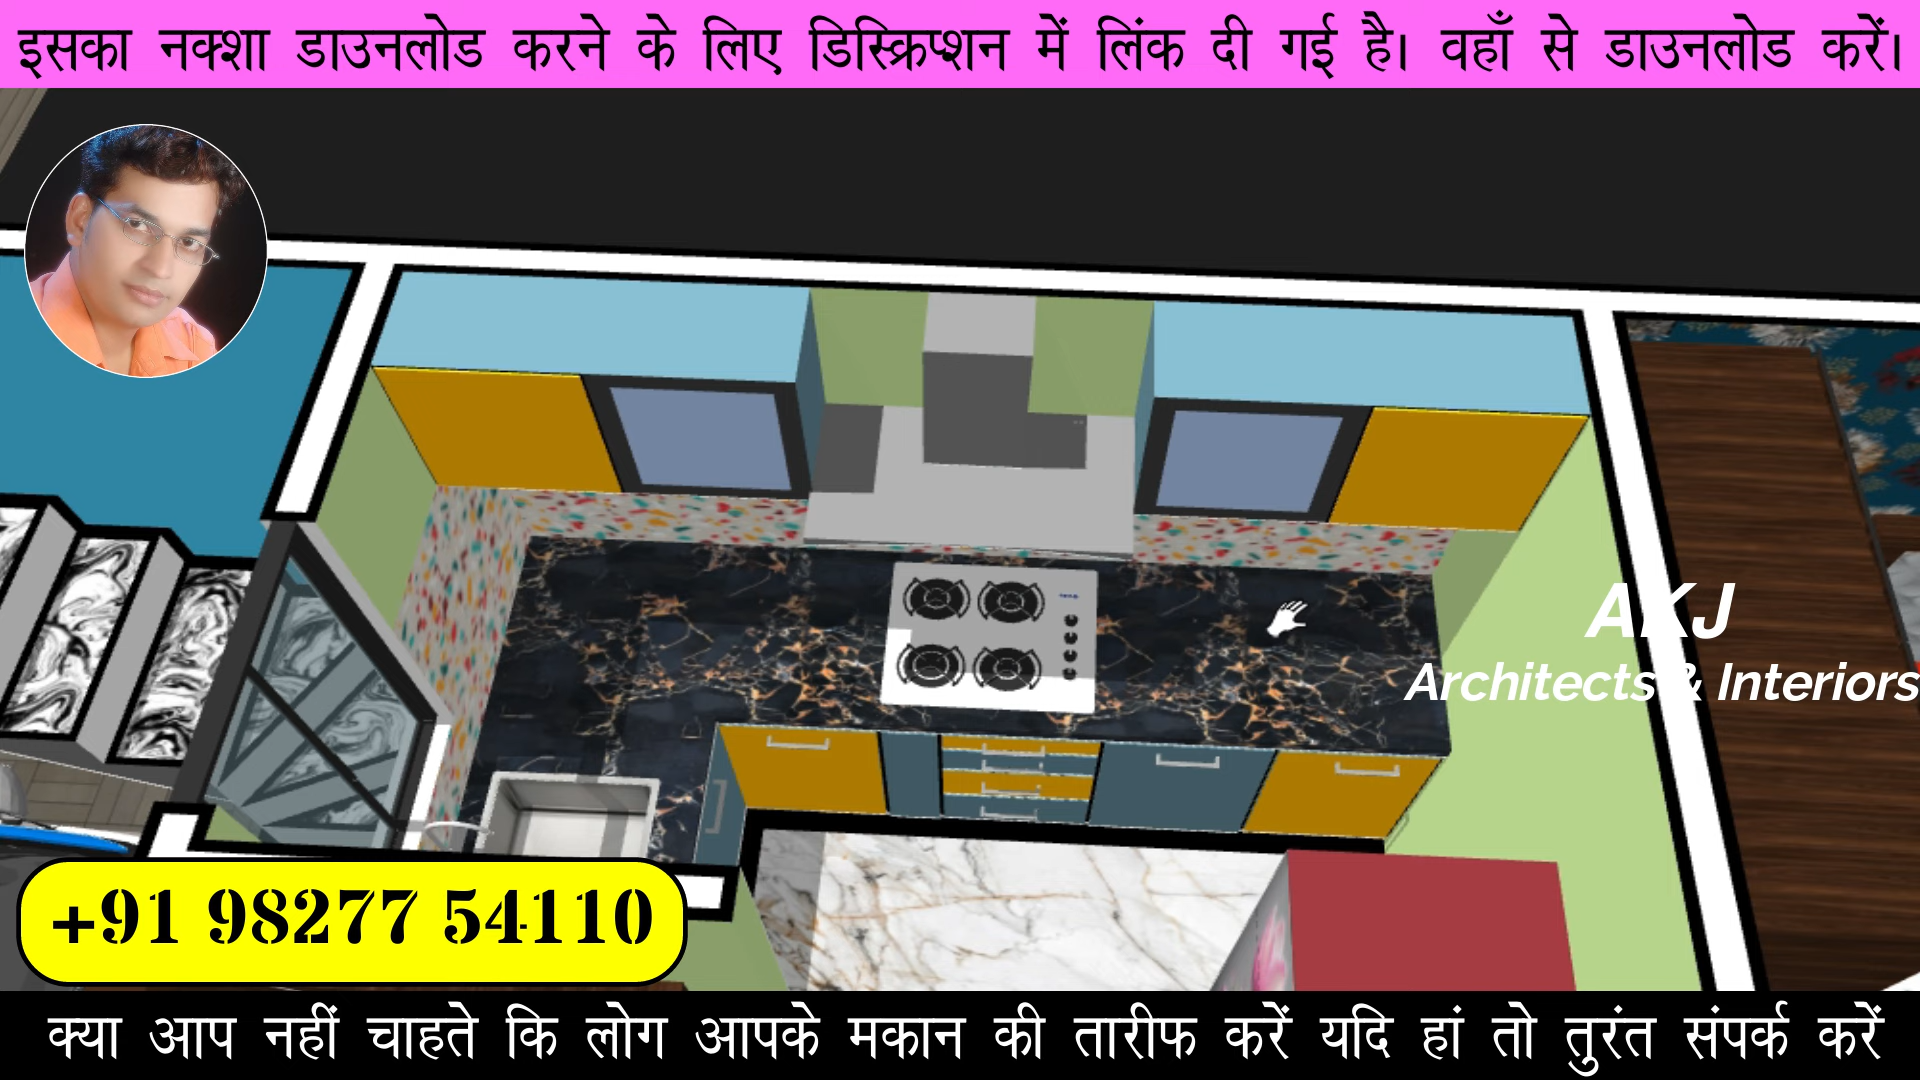 इसका नक्शा डाउनलोड करने के लिए डिस्क्रिप्शन में लिंक दी गई है। वहाँ से डाउनलोड करें।
AKJ
Architects & Interiors
+91 98277 54110
क्या आप नहीं चाहते कि लोग आपके मकान की तारीफ करें यदि हां तो तुरंत संपर्क करें